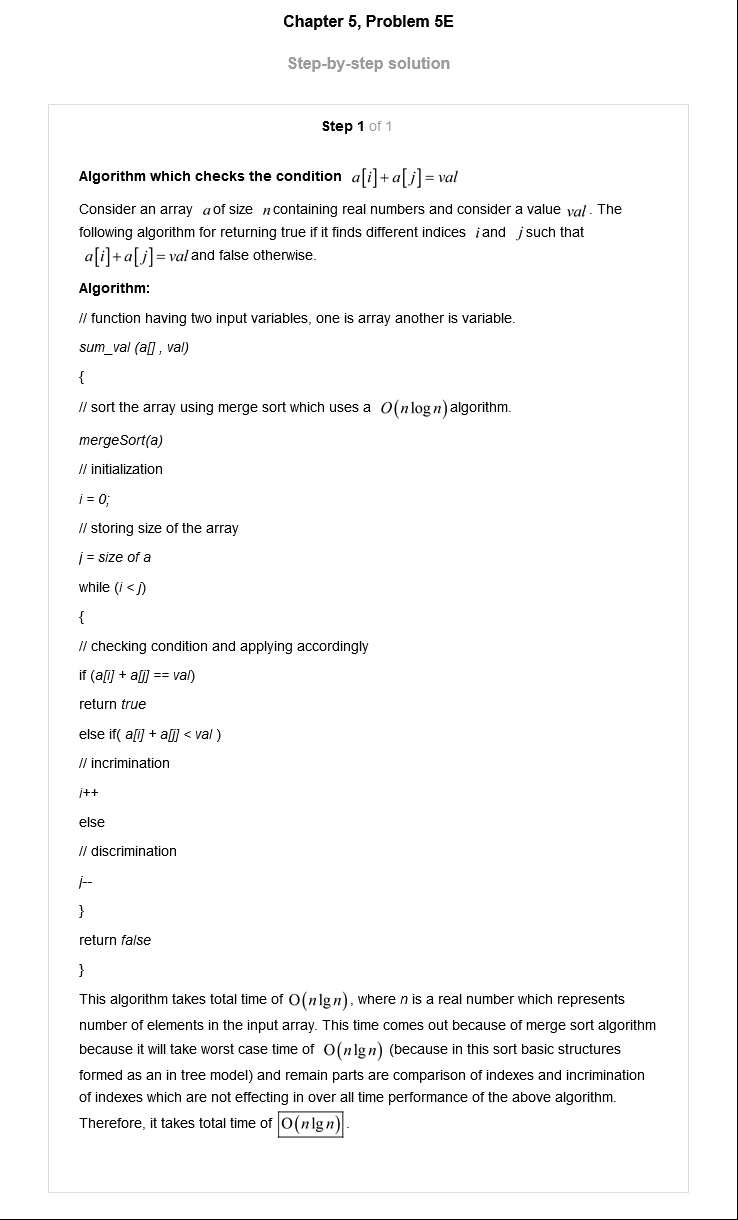 Chapter 5, Problem 5E
Step-by-step solution
Step 1 of 1
Algorithm which checks the condition a[i]+a[j]=val
Consider an array a of size n containing real numbers and consider a value val. The
following algorithm for returning true if it finds different indices i and j such that
a[i]+a[j]=val and false otherwise.
Algorithm:
// function having two input variables, one is array another is variable.
sum_val (a[] , val)
{
// sort the array using merge sort which uses a O(n log n) algorithm.
mergeSort(a)
// initialization
i = 0;
// storing size of the array
j = size of a
while (i < j)
{
// checking condition and applying accordingly
if (a[i] + a[j] == val)
return true
else if( a[i] + a[j] < val )
// incrimination
i++
else
// discrimination
j--
}
return false
}
This algorithm takes total time of O(n lg n), where n is a real number which represents
number of elements in the input array. This time comes out because of merge sort algorithm
because it will take worst case time of O(n lg n) (because in this sort basic structures
formed as an in tree model) and remain parts are comparison of indexes and incrimination
of indexes which are not effecting in over all time performance of the above algorithm.
Therefore, it takes total time of O(n lg n).